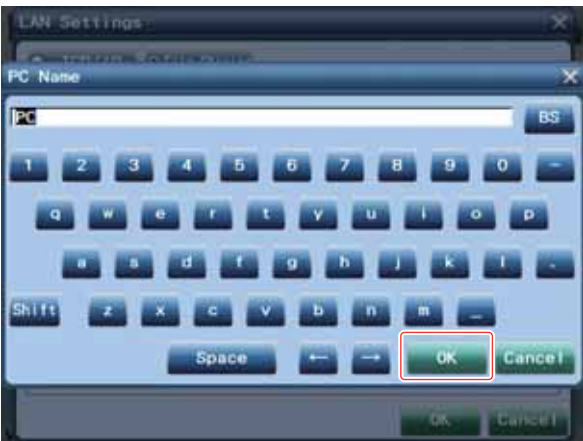 LAN Settings ×
PC Name ×
PC BS
1 2 3 4 5 6 7 8 9 0 -
q w e r t y u i o p
a s d f g h j k l .
Shift z x c v b n m _
Space ← → OK Cancel
OK Cancel